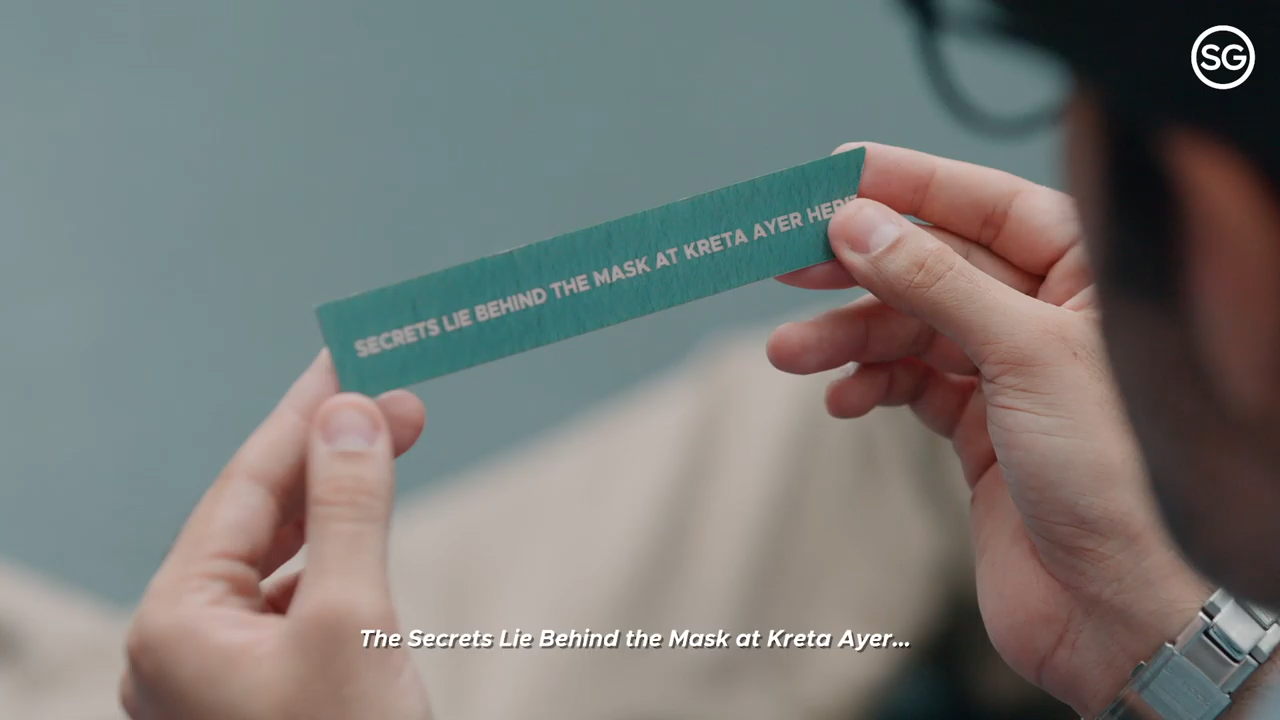 SG
SECRETS LIE BEHIND THE MASK AT KRETA AYER
The Secrets Lie Behind the Mask at Kreta Ayer...